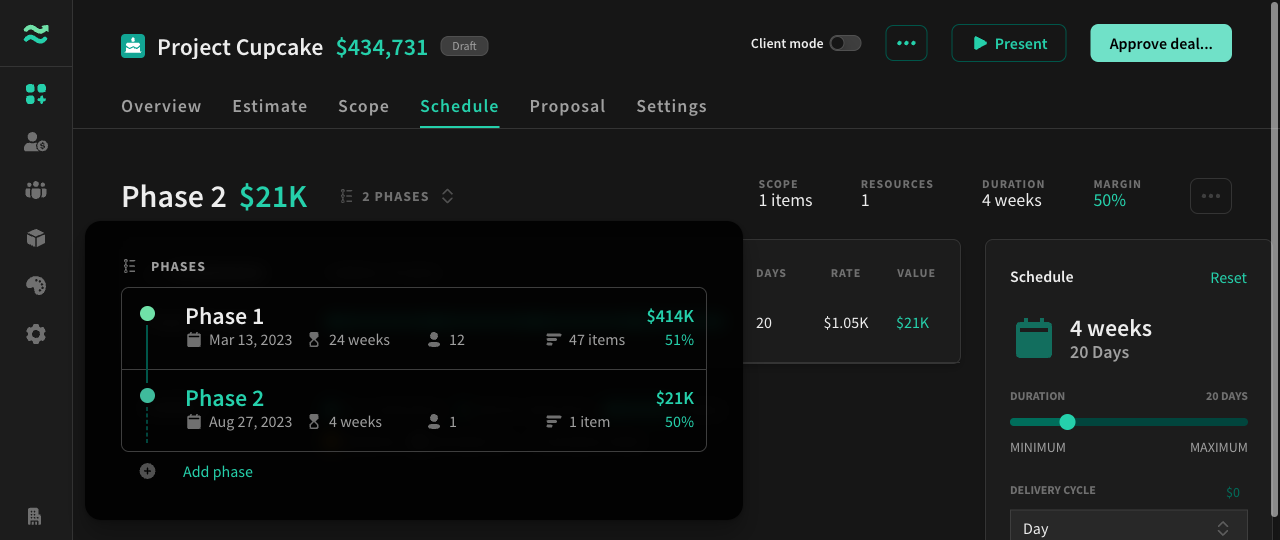 Project Cupcake $434,731 Draft
Client mode
Present
Approve deal...
Overview Estimate Scope Schedule Proposal Settings
Phase 2 $21K 2 PHASES
SCOPE RESOURCES DURATION MARGIN
1 items 1 4 weeks 50%
PHASES
Phase 1 $414K
Mar 13, 2023 24 weeks 12 47 items 51%
Phase 2 $21K
Aug 27, 2023 4 weeks 1 1 item 50%
Add phase
DAYS RATE VALUE
20 $1.05K $21K
Schedule Reset
4 weeks
20 Days
DURATION 20 DAYS
MINIMUM MAXIMUM
DELIVERY CYCLE $0
Day